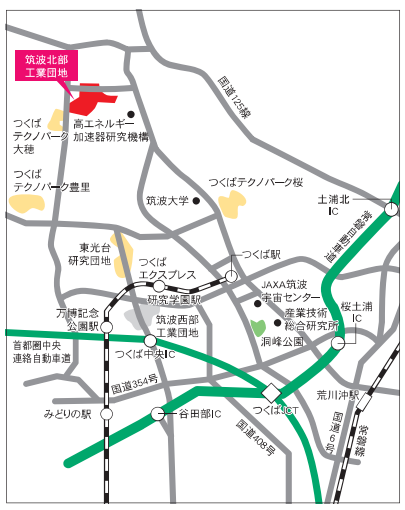 筑波北部
工業団地
国道125線
つくば
テクノパーク
大穂
高エネルギー
加速器研究機構
つくば
テクノパーク豊里
筑波大学
つくばテクノパーク桜
土浦北
IC
常磐自動車道
東光台
研究団地
つくば
エクスプレス
つくば駅
研究学園駅
JAXA筑波
宇宙センター
産業技術
総合研究所
桜土浦
IC
万博記念
公園駅
筑波西部
工業団地
洞峰公園
首都圏中央
連絡自動車道
つくば中央IC
国道354号
荒川沖駅
みどりの駅
谷田部IC
つくばJCT
国道408号
国道6号
常磐線